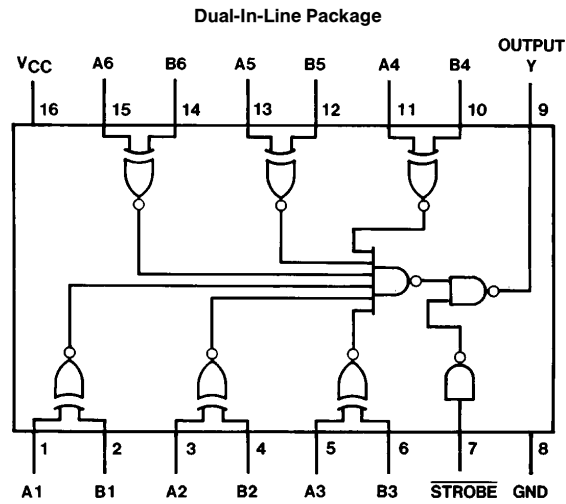 Dual-In-Line Package
OUTPUT
VCC A6 B6 A5 B5 A4 B4 Y
16 15 14 13 12 11 10 9
1 2 3 4 5 6 7 8
A1 B1 A2 B2 A3 B3 STROBE GND